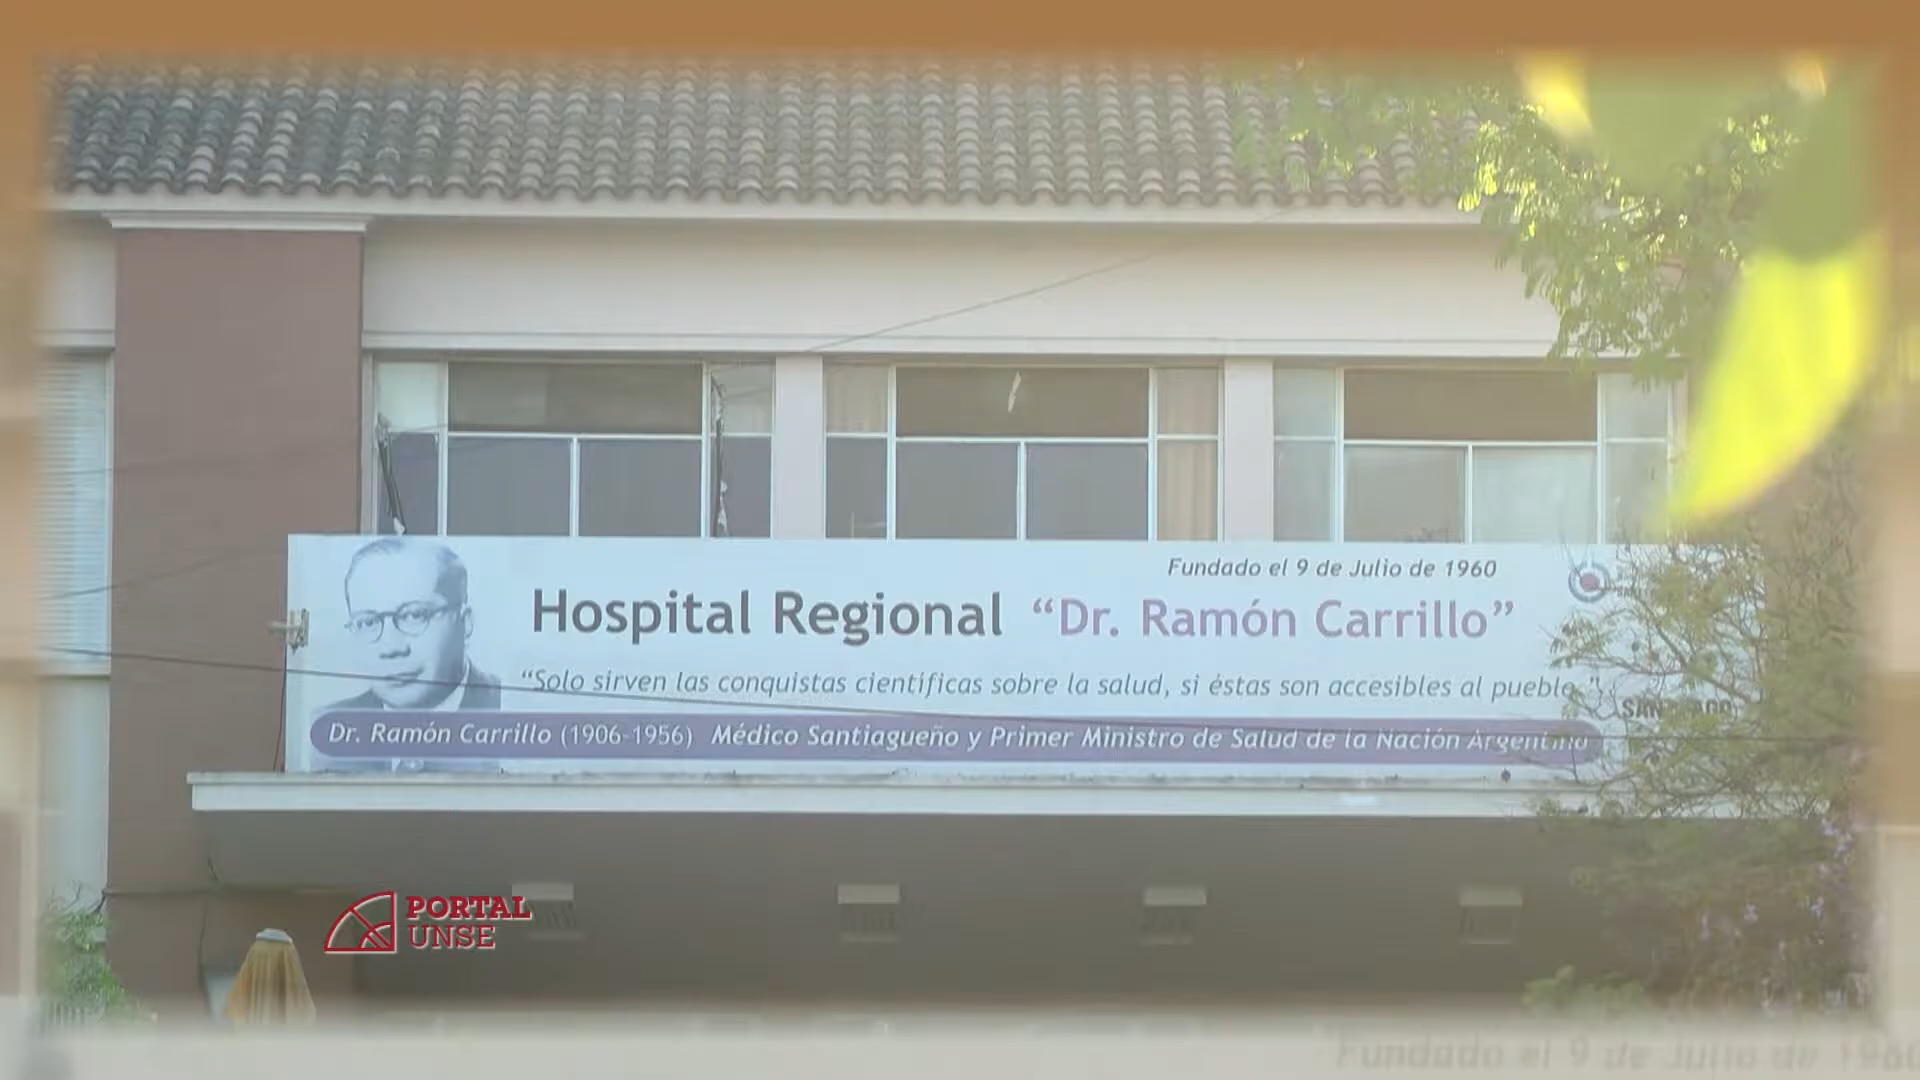 Fundado el 9 de Julio de 1960
Hospital Regional “Dr. Ramón Carrillo”
“Solo sirven las conquistas científicas sobre la salud, si éstas son accesibles al pueblo.”
SANTIAGO
Dr. Ramón Carrillo (1906-1956) Médico Santiagueño y Primer Ministro de Salud de la Nación Argentina
PORTAL
UNSE
Fundado el 9 de Julio de 1960